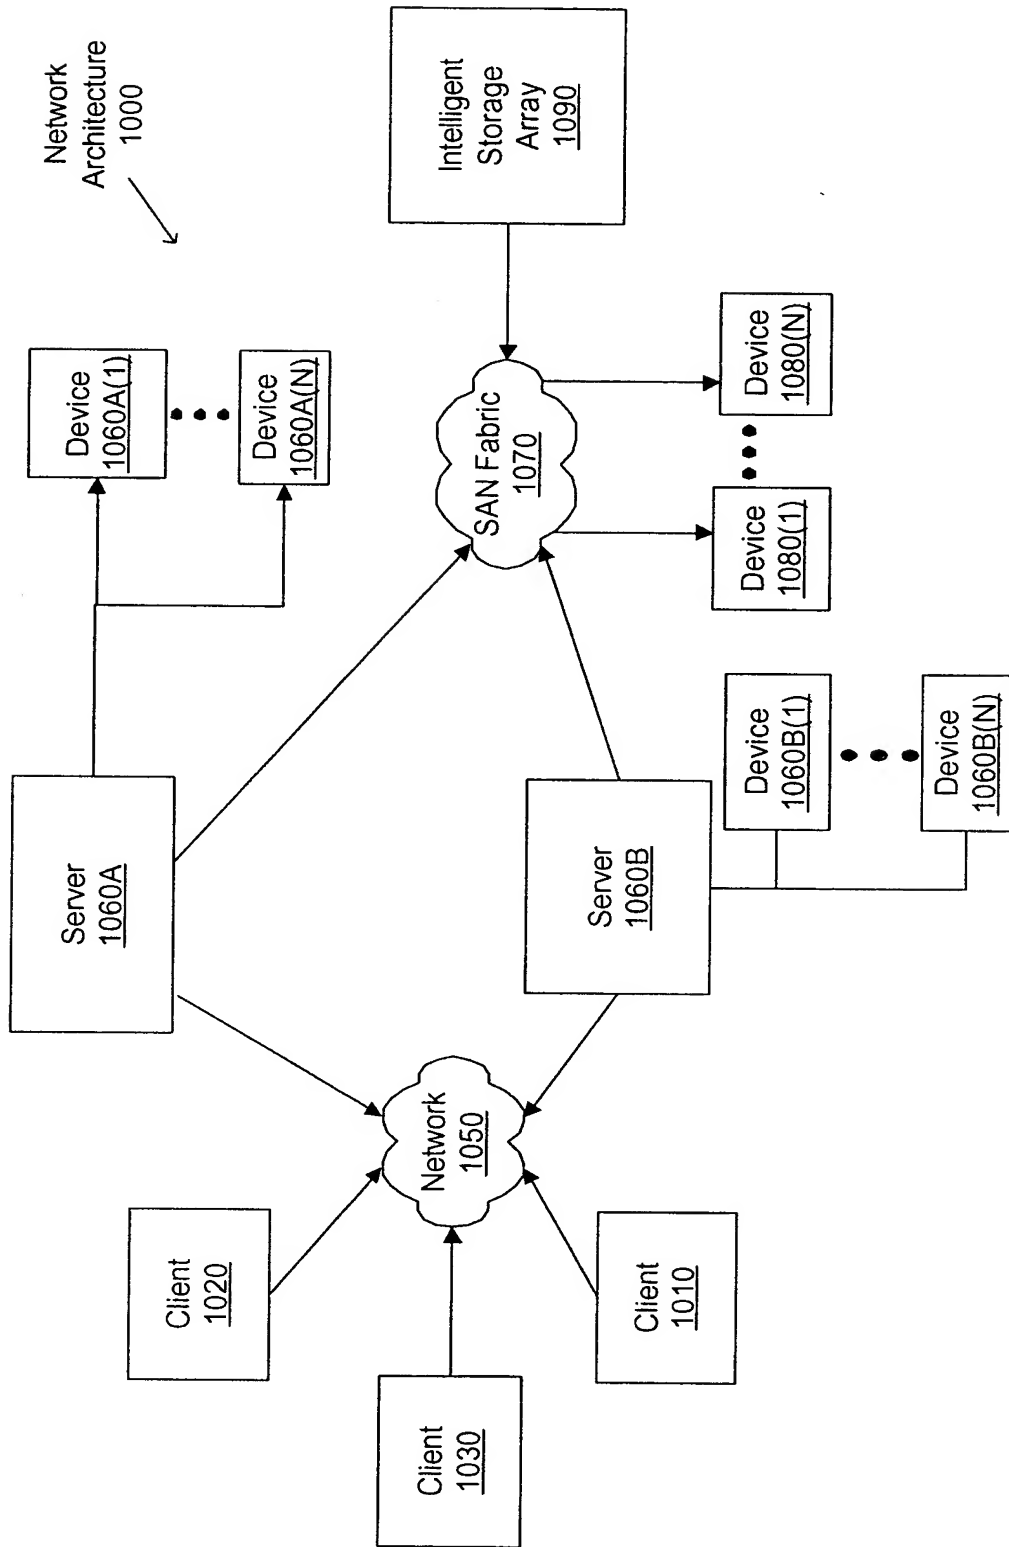 Network
Architecture
1000
Device
1060A(1)
Device
1060A(N)
Server
1060A
Intelligent
Storage
Array
1090
SAN Fabric
1070
Device
1080(N)
Device
1080(1)
Client
1020
Network
1050
Client
1030
Client
1010
Server
1060B
Device
1060B(1)
Device
1060B(N)